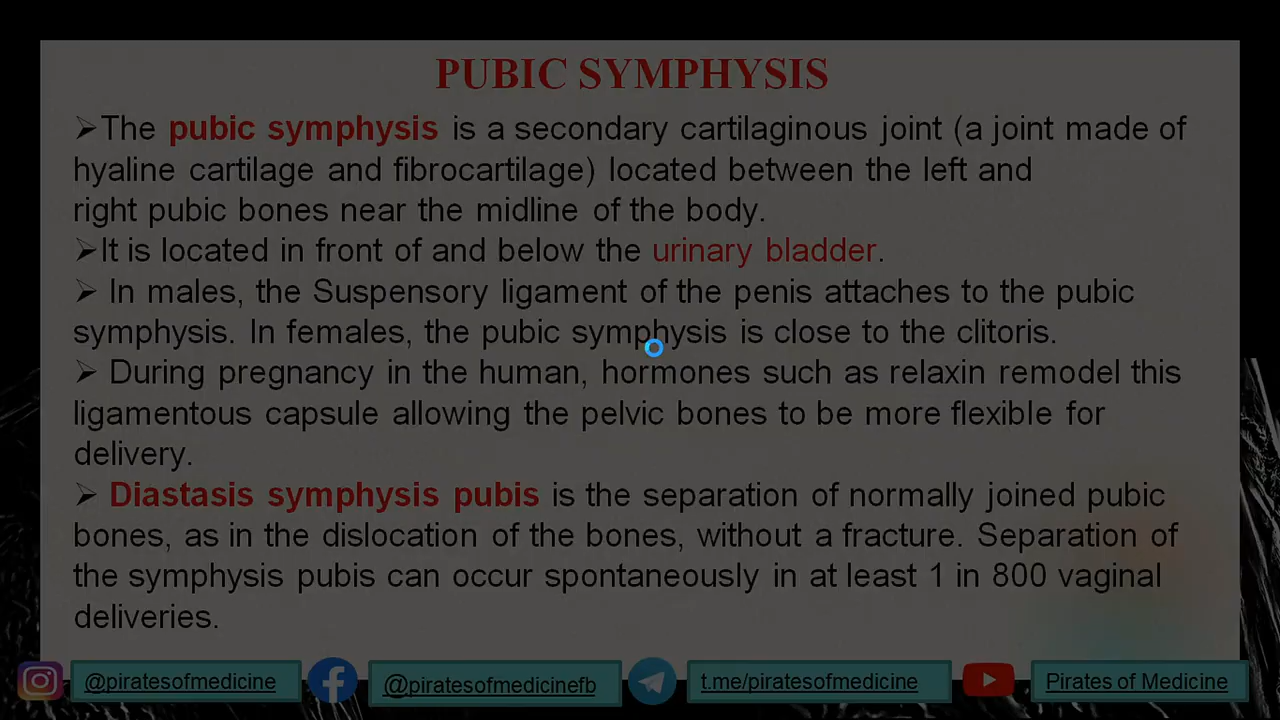 PUBIC SYMPHYSIS
➢The pubic symphysis is a secondary cartilaginous joint (a joint made of
hyaline cartilage and fibrocartilage) located between the left and
right pubic bones near the midline of the body.
➢It is located in front of and below the urinary bladder.
➢ In males, the Suspensory ligament of the penis attaches to the pubic
symphysis. In females, the pubic symphysis is close to the clitoris.
➢ During pregnancy in the human, hormones such as relaxin remodel this
ligamentous capsule allowing the pelvic bones to be more flexible for
delivery.
➢ Diastasis symphysis pubis is the separation of normally joined pubic
bones, as in the dislocation of the bones, without a fracture. Separation of
the symphysis pubis can occur spontaneously in at least 1 in 800 vaginal
deliveries.
@piratesofmedicine
@piratesofmedicinefb
t.me/piratesofmedicine
Pirates of Medicine